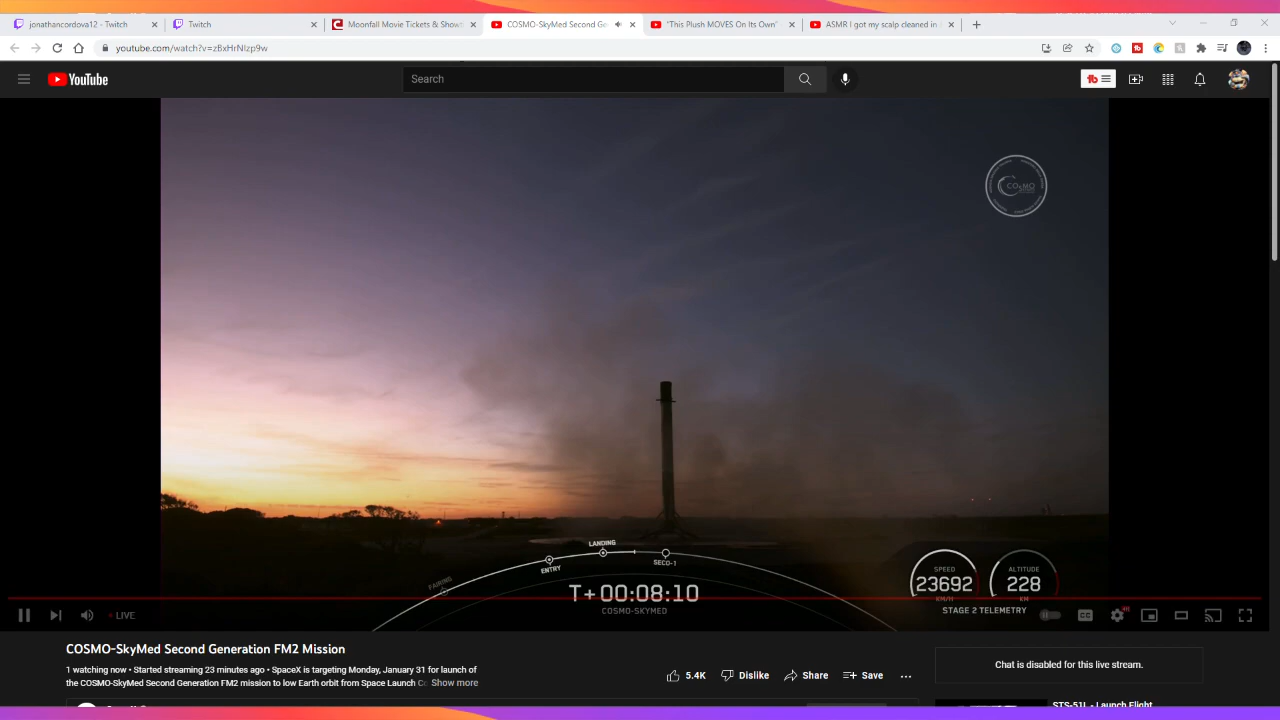 jonathancordova12 - Twitch
Twitch
Moonfall Movie Tickets & Showt
COSMO-SkyMed Second Ge
"This Plush MOVES On Its Own"
ASMR I got my scalp cleaned in
youtube.com/watch?v=zBxHrNIzp9w
YouTube
Search
COSMO
FAIRING
ENTRY
LANDING
SECO-1
T+00:08:10
COSMO-SKYMED
SPEED
23692
KM/H
ALTITUDE
228
KM
STAGE 2 TELEMETRY
LIVE
COSMO-SkyMed Second Generation FM2 Mission
1 watching now • Started streaming 23 minutes ago • SpaceX is targeting Monday, January 31 for launch of
the COSMO-SkyMed Second Generation FM2 mission to low Earth orbit from Space Launch Show more
5.4K
Dislike
Share
Save
Chat is disabled for this live stream.
STS-51L - Launch Flight